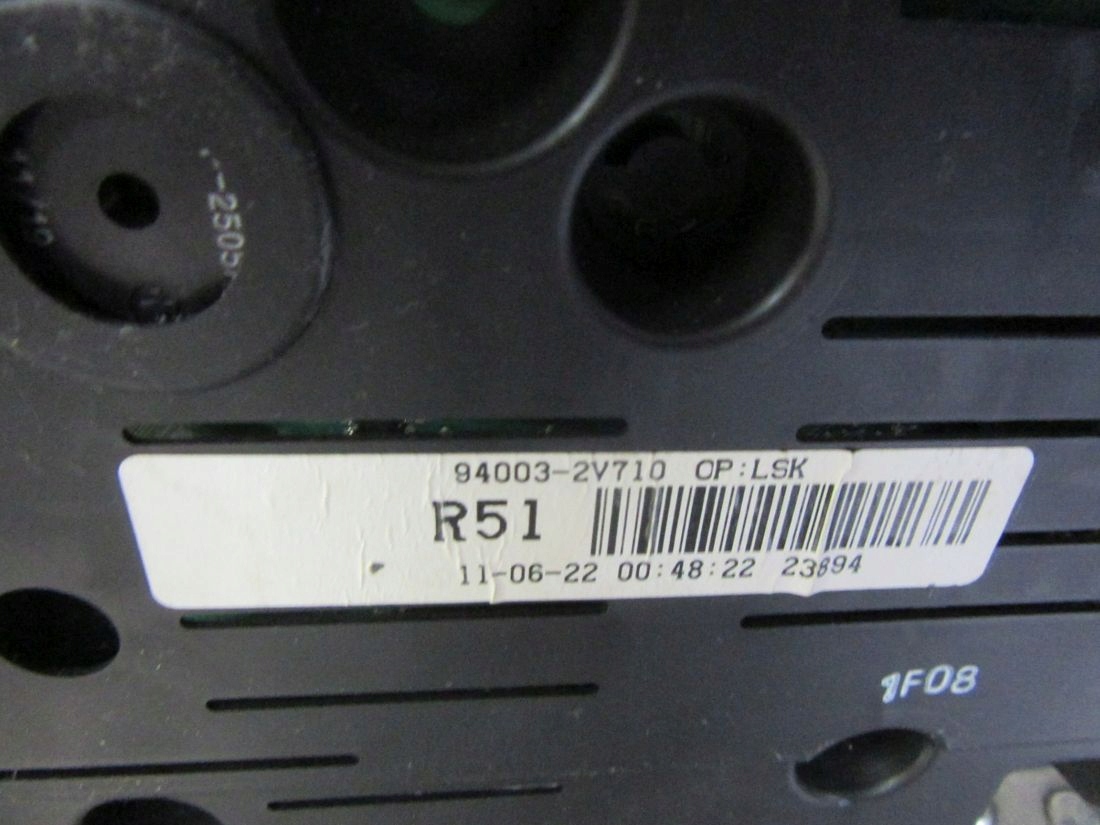 94003-2V710 OP:LSK
R51
11-06-22 00:48:22 23894
1F08